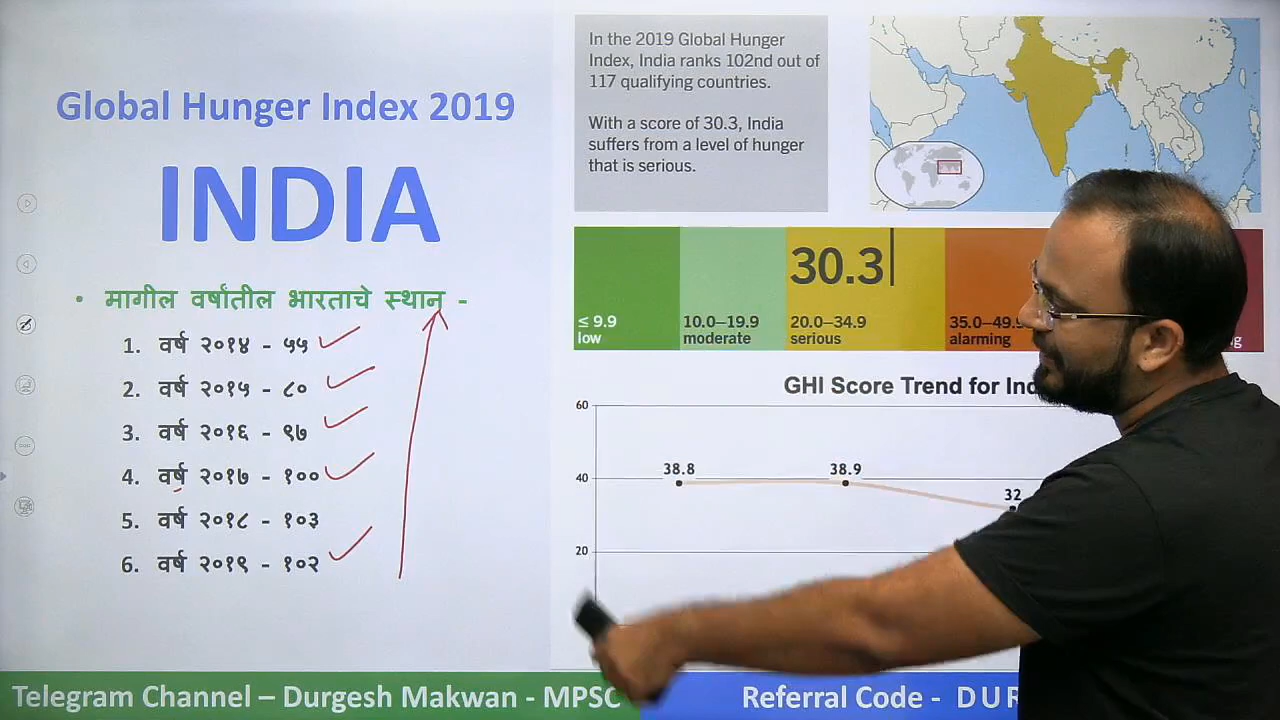 Global Hunger Index 2019
INDIA
• मागील वर्षांतील भारताचे स्थान -
1. वर्ष २०१४ - ५५
2. वर्ष २०१५ - ८०
3. वर्ष २०१६ - ९७
4. वर्ष २०१७ - १००
5. वर्ष २०१८ - १०३
6. वर्ष २०१९ - १०२
In the 2019 Global Hunger
Index, India ranks 102nd out of
117 qualifying countries.
With a score of 30.3, India
suffers from a level of hunger
that is serious.
30.3
≤ 9.9
low
10.0–19.9
moderate
20.0–34.9
serious
35.0–49.9
alarming
GHI Score Trend for
60
40
20
38.8
38.9
32
Telegram Channel – Durgesh Makwan - MPSC
Referral Code -